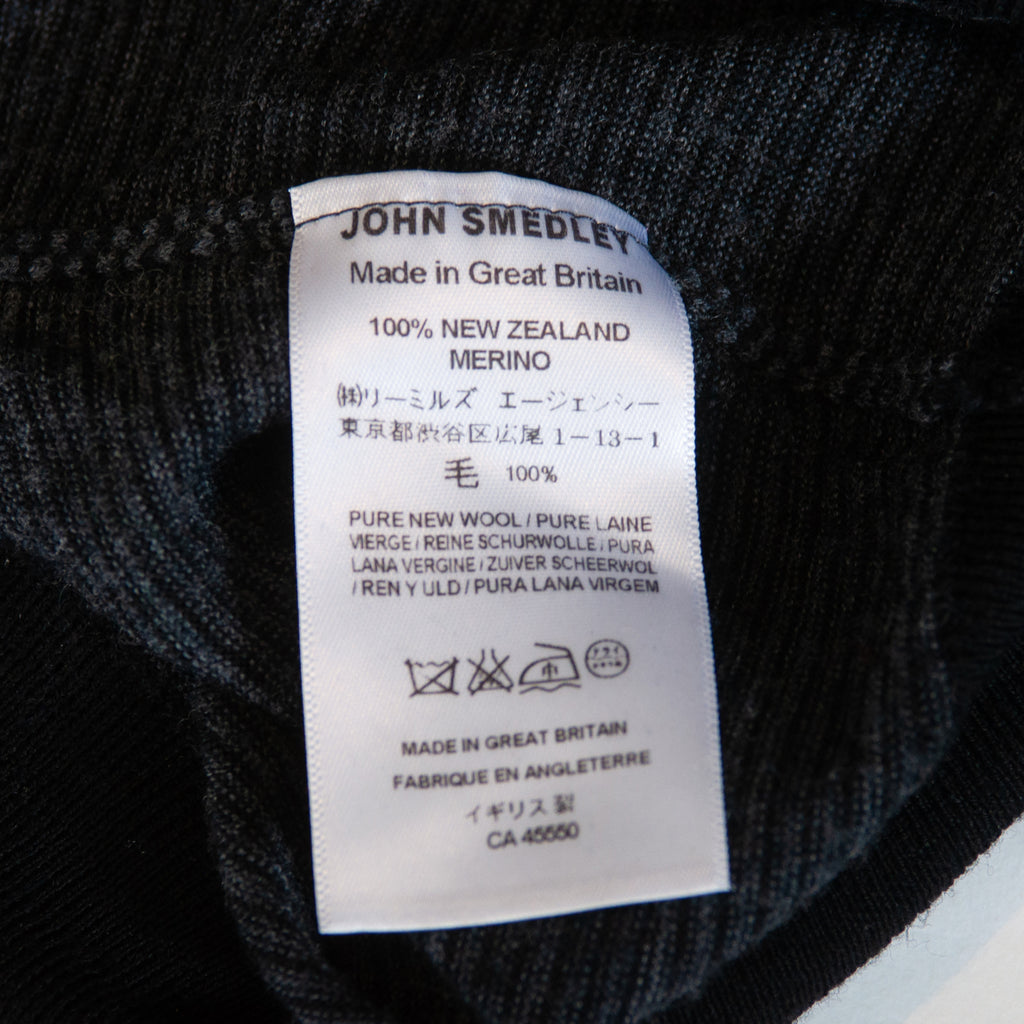 JOHN SMEDLEY
Made in Great Britain
100% NEW ZEALAND
MERINO
㈱リーミルズ エージェンシー
東京都渋谷区広尾 1-13-1
毛 100%
PURE NEW WOOL / PURE LAINE
VIERGE / REINE SCHURWOLLE / PURA
LANA VERGINE / ZUIVER SCHEERWOL
/ REN Y ULD / PURA LANA VIRGEM
ドライ
MADE IN GREAT BRITAIN
FABRIQUE EN ANGLETERRE
イギリス製
CA 45550